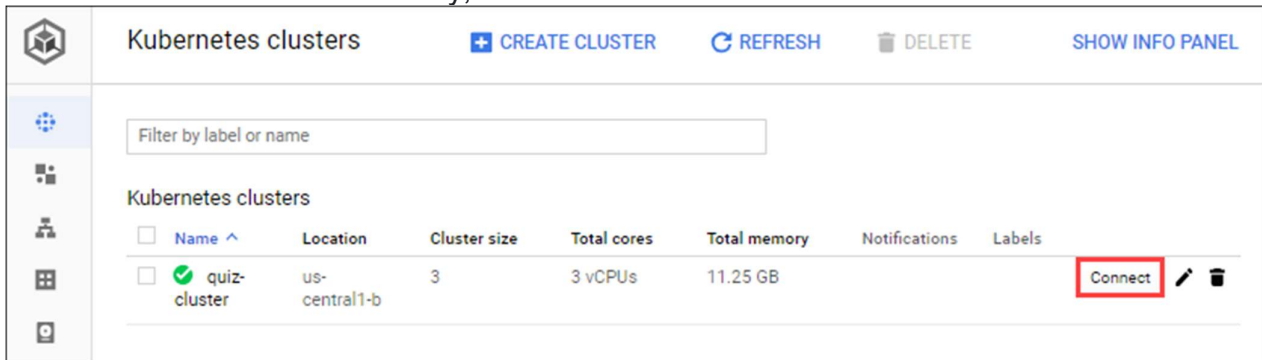 Kubernetes clusters CREATE CLUSTER REFRESH DELETE SHOW INFO PANEL
Filter by label or name
Kubernetes clusters
Name Location Cluster size Total cores Total memory Notifications Labels
quiz- us- 3 3 vCPUs 11.25 GB Connect
cluster central1-b